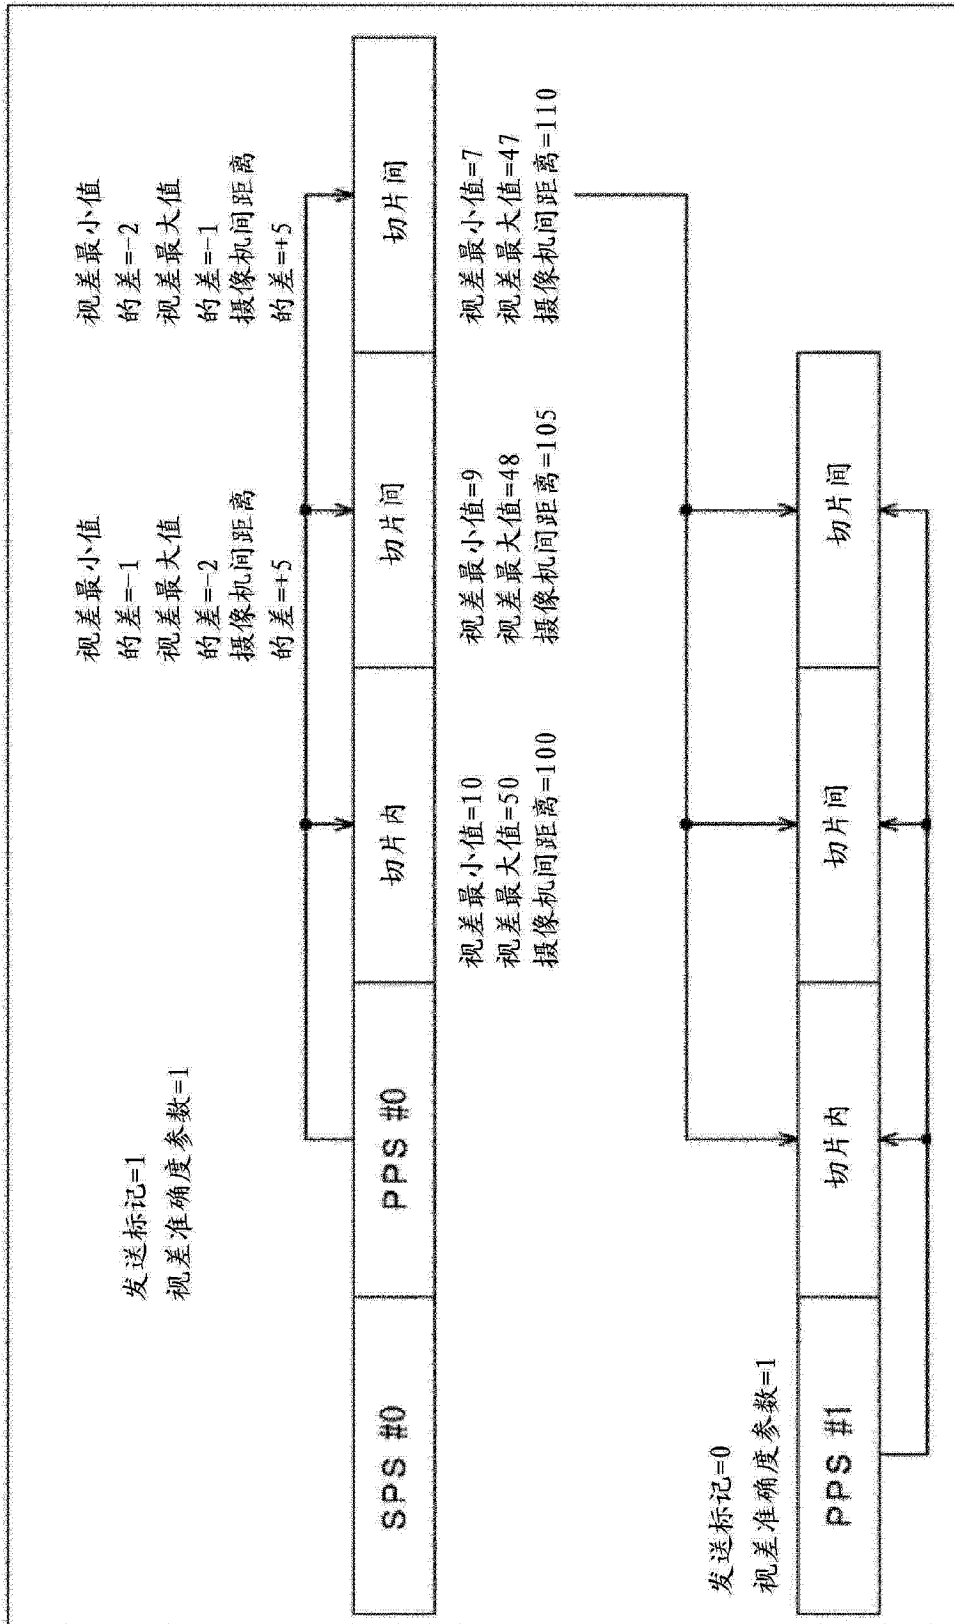 发送标记=1
视差准确度参数=1
视差最小值
的差=-1
视差最大值
的差=-2
摄像机间距离
的差=+5
视差最小值
的差=-2
视差最大值
的差=-1
摄像机间距离
的差=+5
SPS #0
PPS #0
切片内
切片间
切片间
视差最小值=10
视差最大值=50
摄像机间距离=100
视差最小值=9
视差最大值=48
摄像机间距离=105
视差最小值=7
视差最大值=47
摄像机间距离=110
发送标记=0
视差准确度参数=1
PPS #1
切片内
切片间
切片间